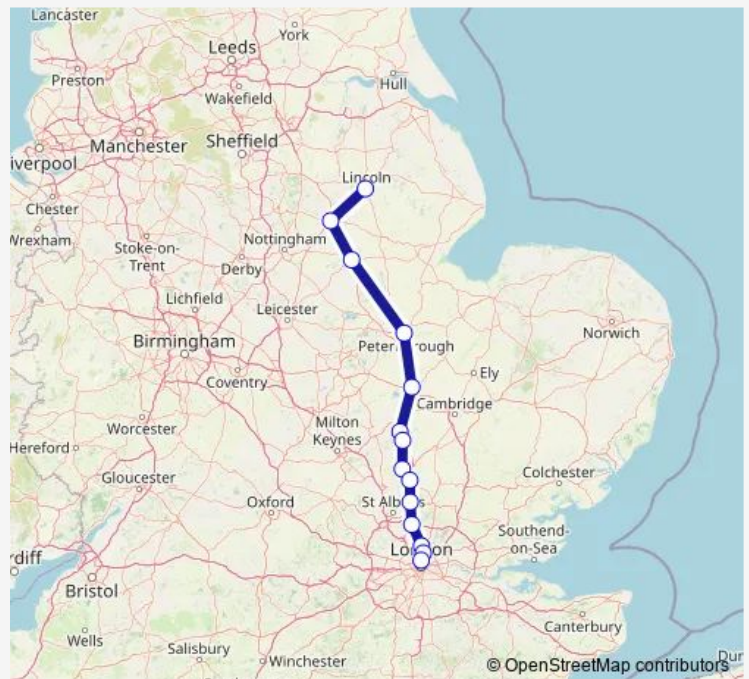 Lancaster
York
Leeds
Preston
Hull
Wakefield
Manchester
Sheffield
iverpool
Lincoln
Chester
Wrexham
Nottingham
Stoke-on-
Trent
Derby
Lichfield
Leicester
Norwich
Birmingham
Peterborough
Ely
Coventry
Cambridge
Worcester
Milton
Keynes
Hereford
Colchester
Gloucester
Oxford
St Albans
Southend-
on-Sea
London
rdiff
Bristol
Canterbury
Wells
Salisbury
Winchester
Dur
© OpenStreetMap contributors